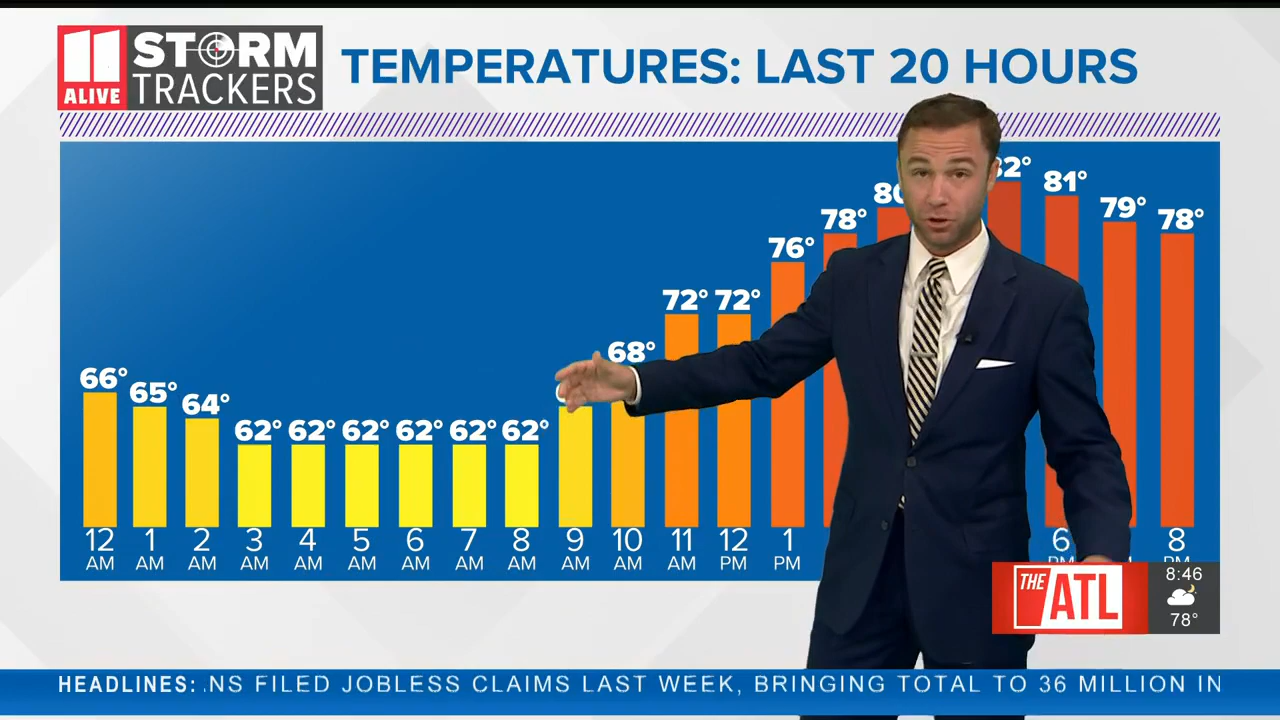 11 ALIVE
STORM TRACKERS
TEMPERATURES: LAST 20 HOURS
66° 65° 64° 62° 62° 62° 62° 62° 62° 68° 72° 72° 76° 78° 81° 79° 78°
12 AM 1 AM 2 AM 3 AM 4 AM 5 AM 6 AM 7 AM 8 AM 9 AM 10 AM 11 AM 12 PM 1 PM 6 PM 8
THE ATL
8:46
78°
HEADLINES: FILED JOBLESS CLAIMS LAST WEEK, BRINGING TOTAL TO 36 MILLION IN